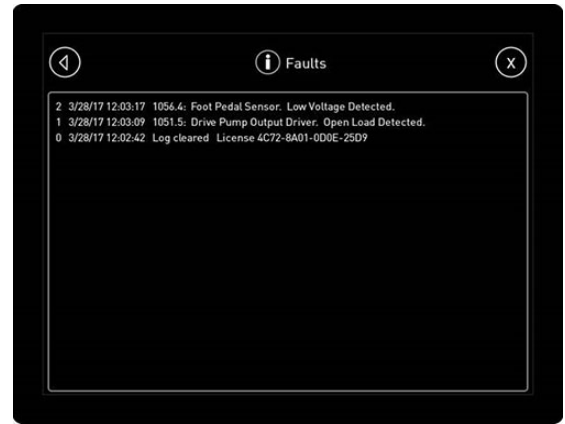 Faults
X
2 3/28/17 12:03:17 1056.4: Foot Pedal Sensor. Low Voltage Detected.
1 3/28/17 12:03:09 1051.5: Drive Pump Output Driver. Open Load Detected.
0 3/28/17 12:02:42 Log cleared License 4C72-8A01-0D0E-25D9